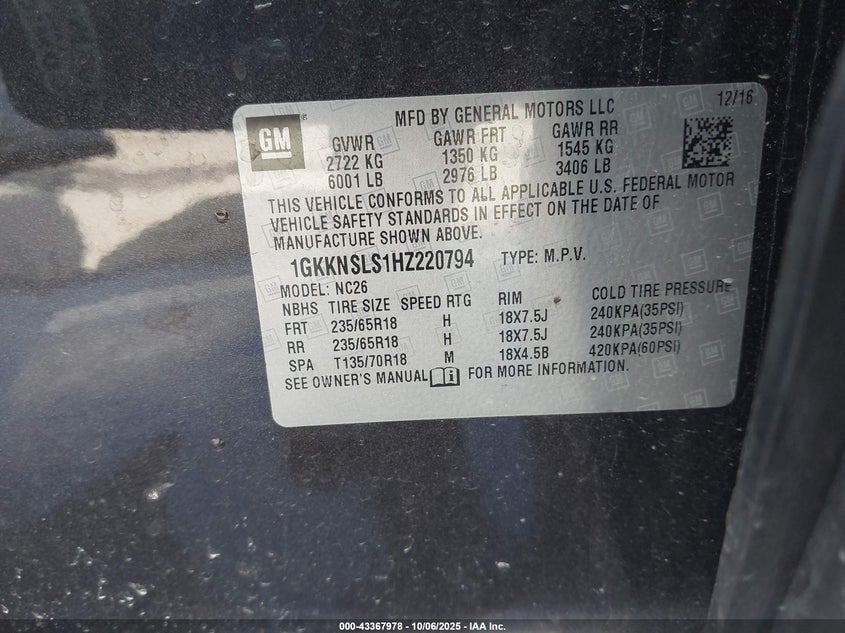 MFD BY GENERAL MOTORS LLC 12/16
GM ®
GVWR GAWR FRT GAWR RR
2722 KG 1350 KG 1545 KG
6001 LB 2976 LB 3406 LB
THIS VEHICLE CONFORMS TO ALL APPLICABLE U.S. FEDERAL MOTOR
VEHICLE SAFETY STANDARDS IN EFFECT ON THE DATE OF
MANUFACTURE SHOWN ABOVE.
1GKKNSLS1HZ220794 TYPE: M.P.V.
MODEL: NC26
NBHS TIRE SIZE SPEED RTG RIM COLD TIRE PRESSURE
FRT 235/65R18 H 18X7.5J 240KPA(35PSI)
RR 235/65R18 H 18X7.5J 240KPA(35PSI)
SPA T135/70R18 M 18X4.5B 420KPA(60PSI)
SEE OWNER'S MANUAL FOR MORE INFORMATION.
000-43367978 - 10/06/2025 - IAA Inc.